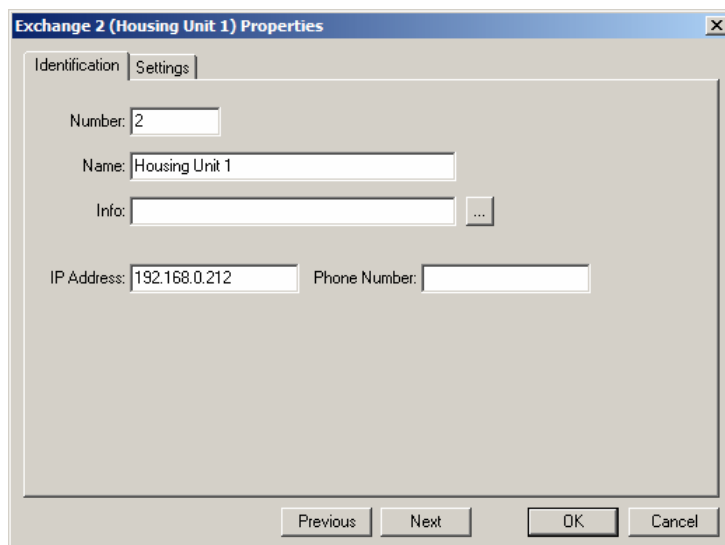 Exchange 2 (Housing Unit 1) Properties
Identification Settings
Number: 2
Name: Housing Unit 1
Info: ...
IP Address: 192.168.0.212 Phone Number:
Previous Next OK Cancel